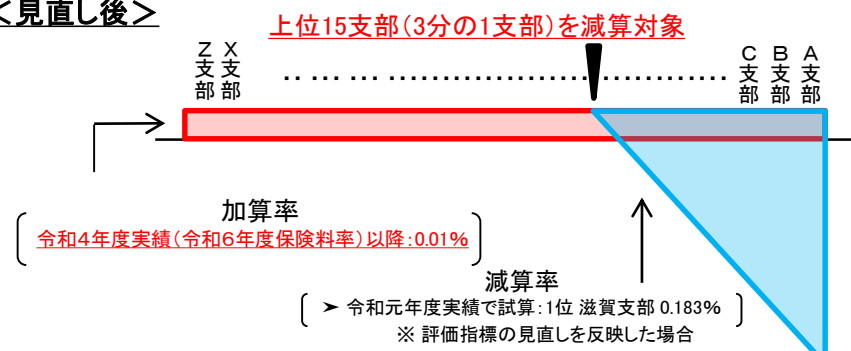 ＜見直し後＞
上位15支部（3分の1支部）を減算対象
Z支部 X支部 ‥ … … …………………………………… C支部 B支部 A支部
加算率
令和４年度実績（令和６年度保険料率）以降：0.01%
減算率
➤ 令和元年度実績で試算：1位 滋賀支部 0.183%
※ 評価指標の見直しを反映した場合